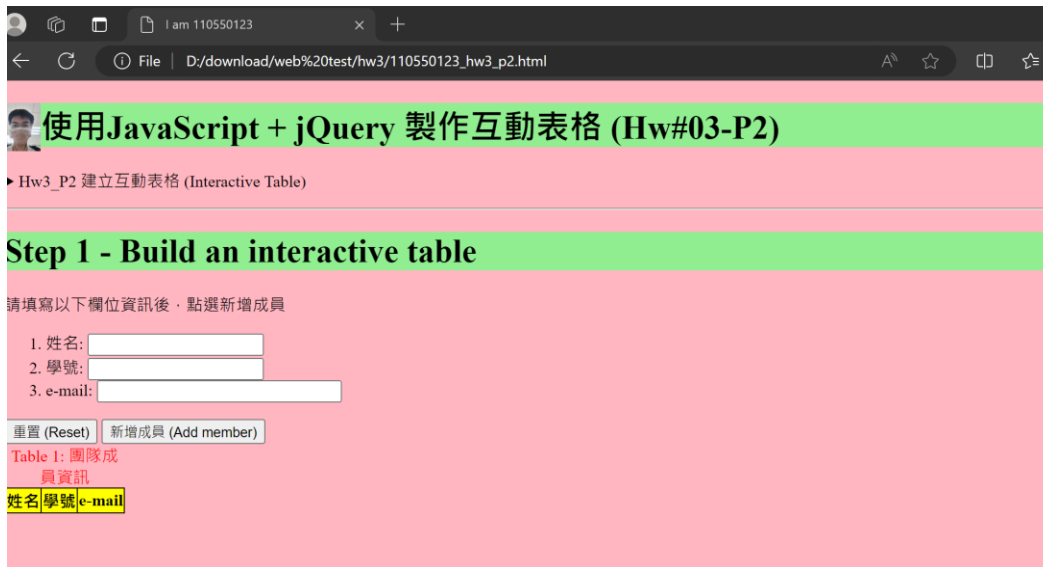 I am 110550123
File D:/download/web%20test/hw3/110550123_hw3_p2.html
使用JavaScript + jQuery 製作互動表格 (Hw#03-P2)
Hw3_P2 建立互動表格 (Interactive Table)
Step 1 - Build an interactive table
請填寫以下欄位資訊後，點選新增成員
1. 姓名:
2. 學號:
3. e-mail:
重置 (Reset) 新增成員 (Add member)
Table 1: 團隊成
員資訊
姓名 學號 e-mail